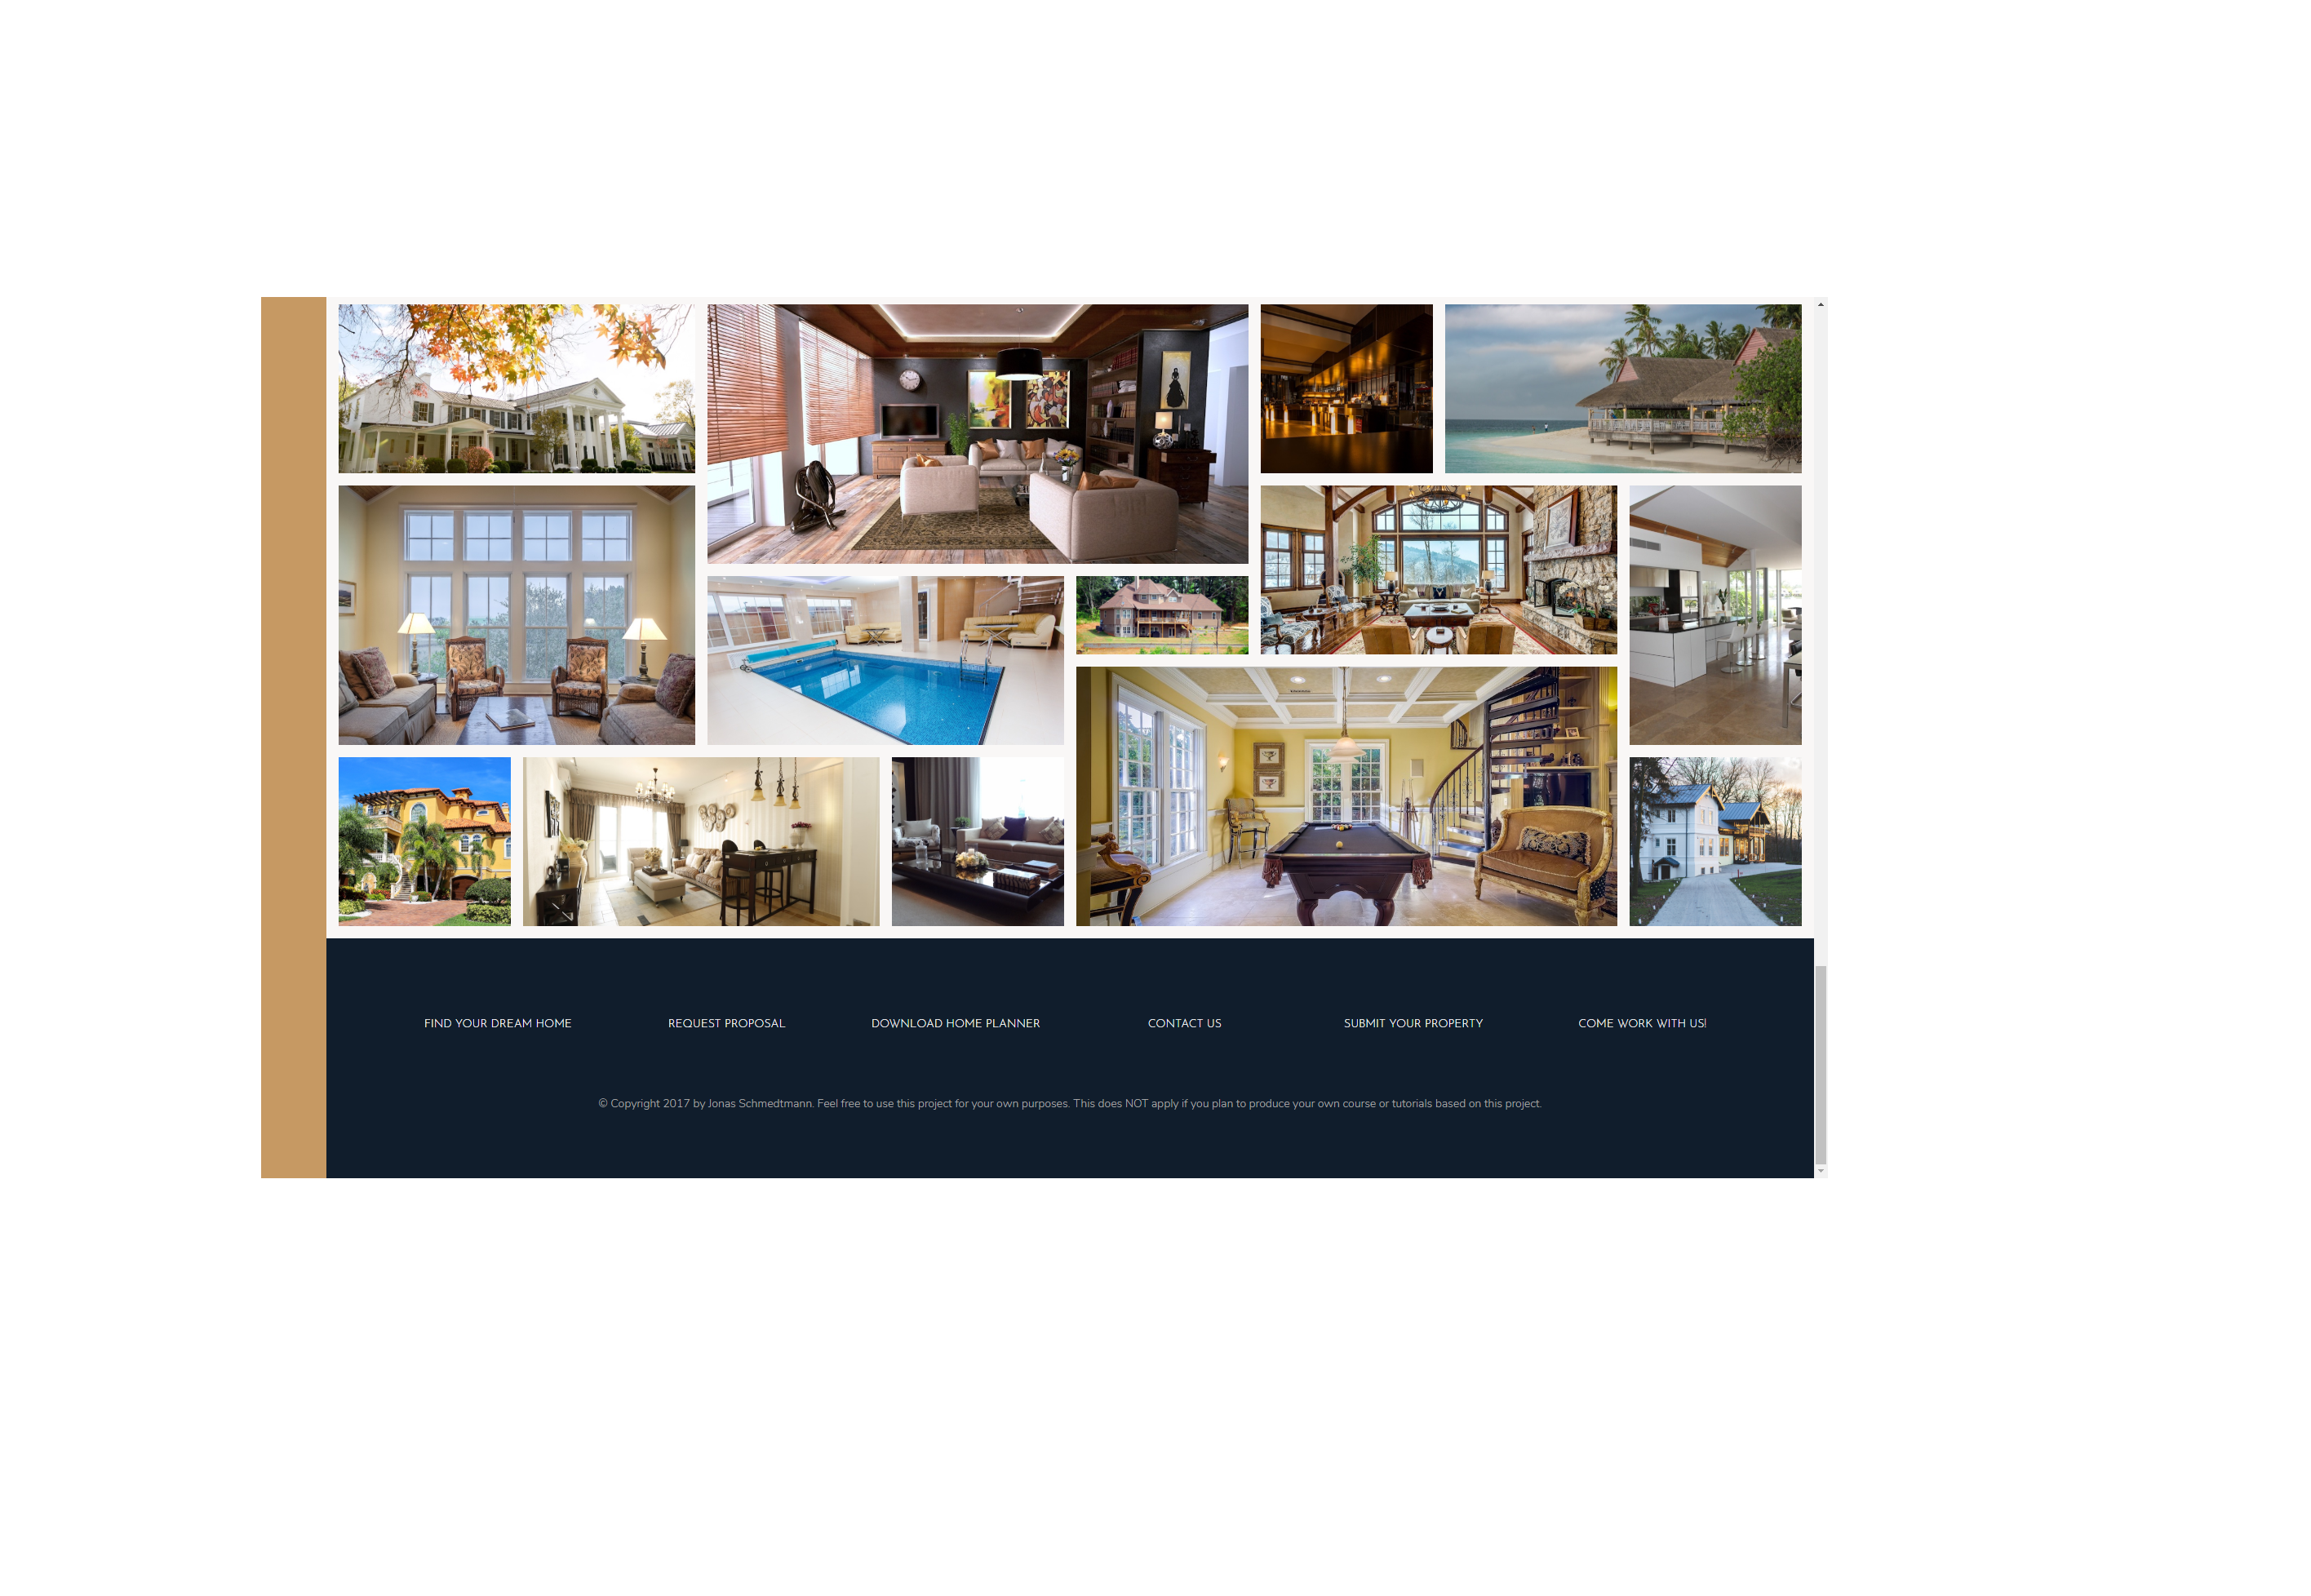 FIND YOUR DREAM HOME
REQUEST PROPOSAL
DOWNLOAD HOME PLANNER
CONTACT US
SUBMIT YOUR PROPERTY
COME WORK WITH US!
© Copyright 2017 by Jonas Schmedtmann. Feel free to use this project for your own purposes. This does NOT apply if you plan to produce your own course or tutorials based on this project.